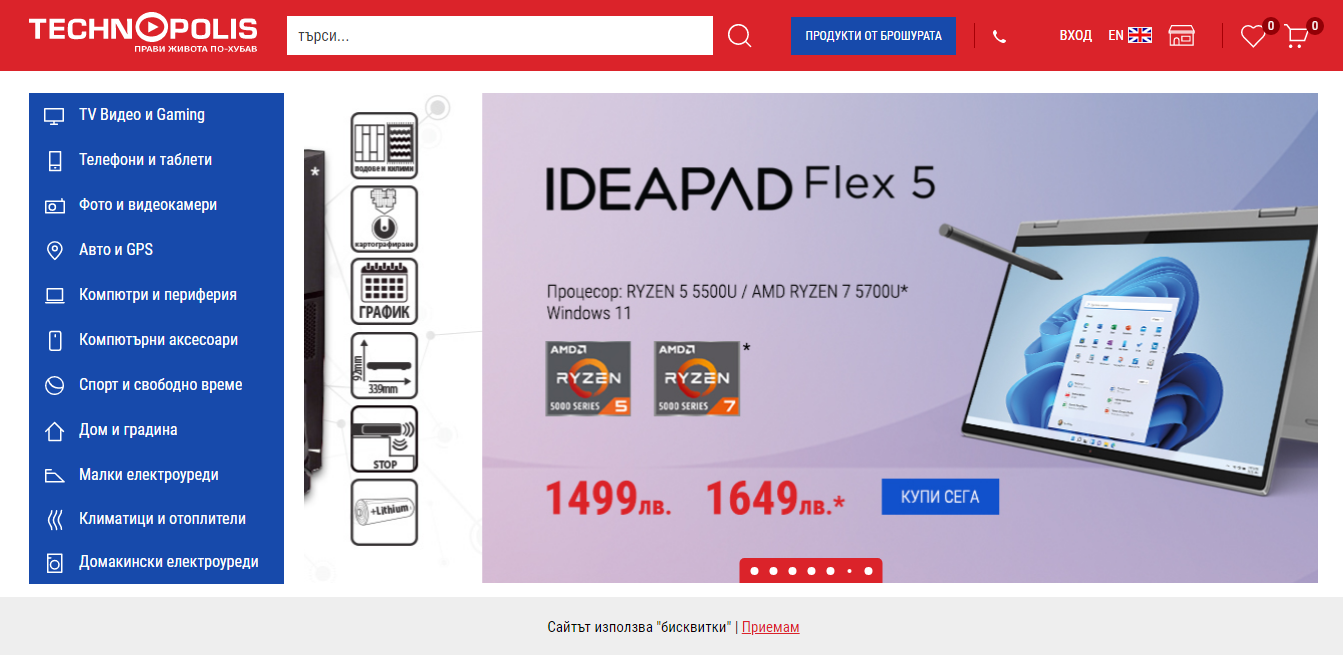 TECHNOPOLIS
ПРАВИ ЖИВОТА ПО-ХУБАВ
търси...
ПРОДУКТИ ОТ БРОШУРАТА
ВХОД
EN
0
0
TV Видео и Gaming
Телефони и таблети
Фото и видеокамери
Авто и GPS
Компютри и периферия
Компютърни аксесоари
Спорт и свободно време
Дом и градина
Малки електроуреди
Климатици и отоплители
Домакински електроуреди
*
подове и килими
картографиране
ГРАФИК
92mm
339mm
STOP
+Lithium
IDEAPAD Flex 5
Процесор: RYZEN 5 5500U / AMD RYZEN 7 5700U*
Windows 11
AMD
RYZEN
5000 SERIES 5
AMD
RYZEN
5000 SERIES 7
*
1499лв. 1649лв.*
КУПИ СЕГА
Сайтът използва "бисквитки" | Приемам